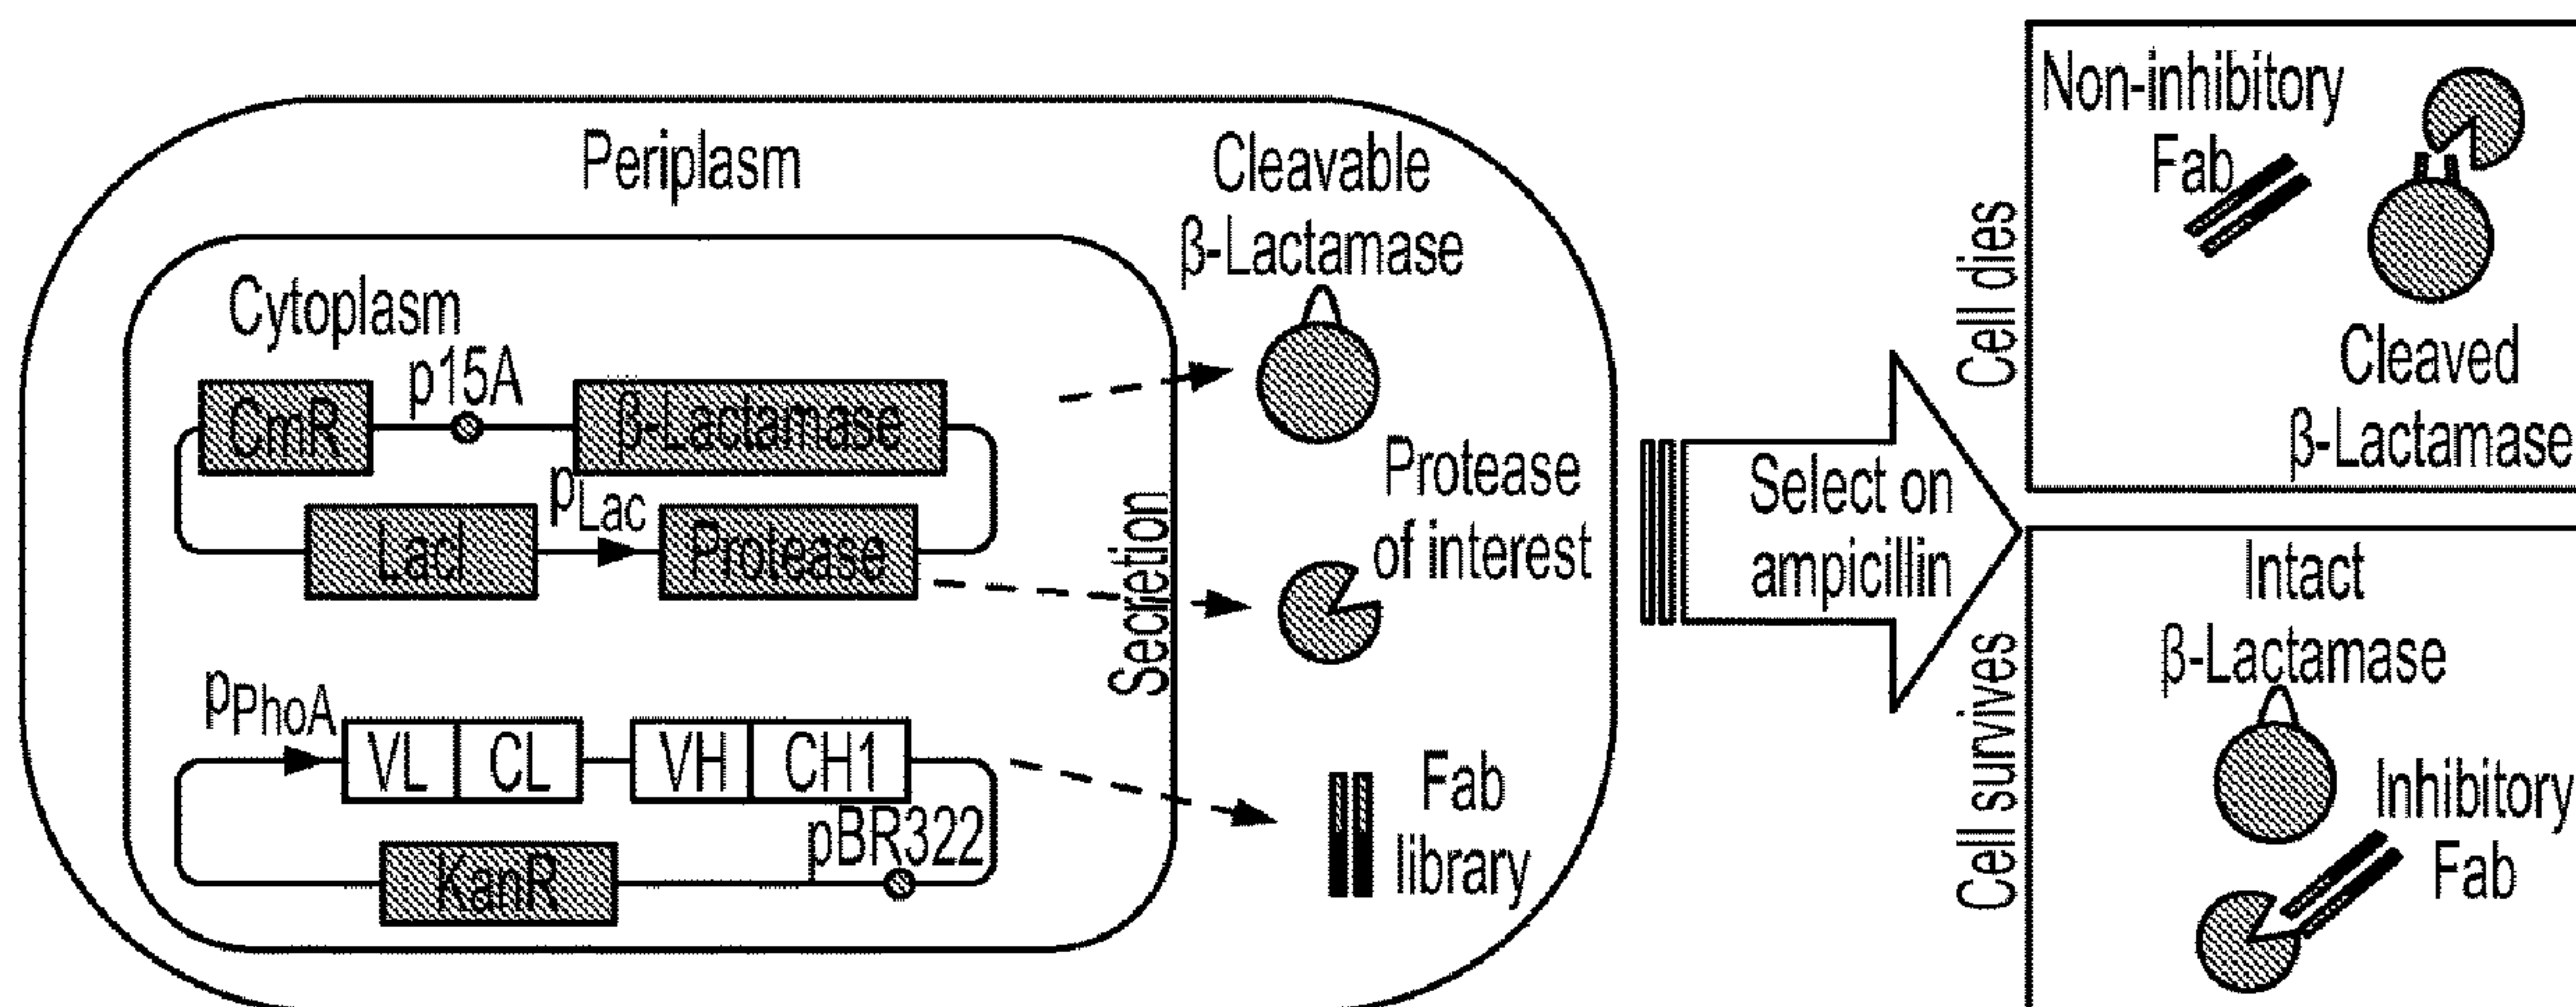 Periplasm
Cytoplasm
CmR
p15A
β-Lactamase
LacI
pLac
Protease
pPhoA
VL
CL
VH
CH1
KanR
pBR322
Secretion
Cleavable
β-Lactamase
Protease
of interest
Fab
library
Select on
ampicillin
Cell dies
Non-inhibitory
Fab
Cleaved
β-Lactamase
Cell survives
Intact
β-Lactamase
Inhibitory
Fab